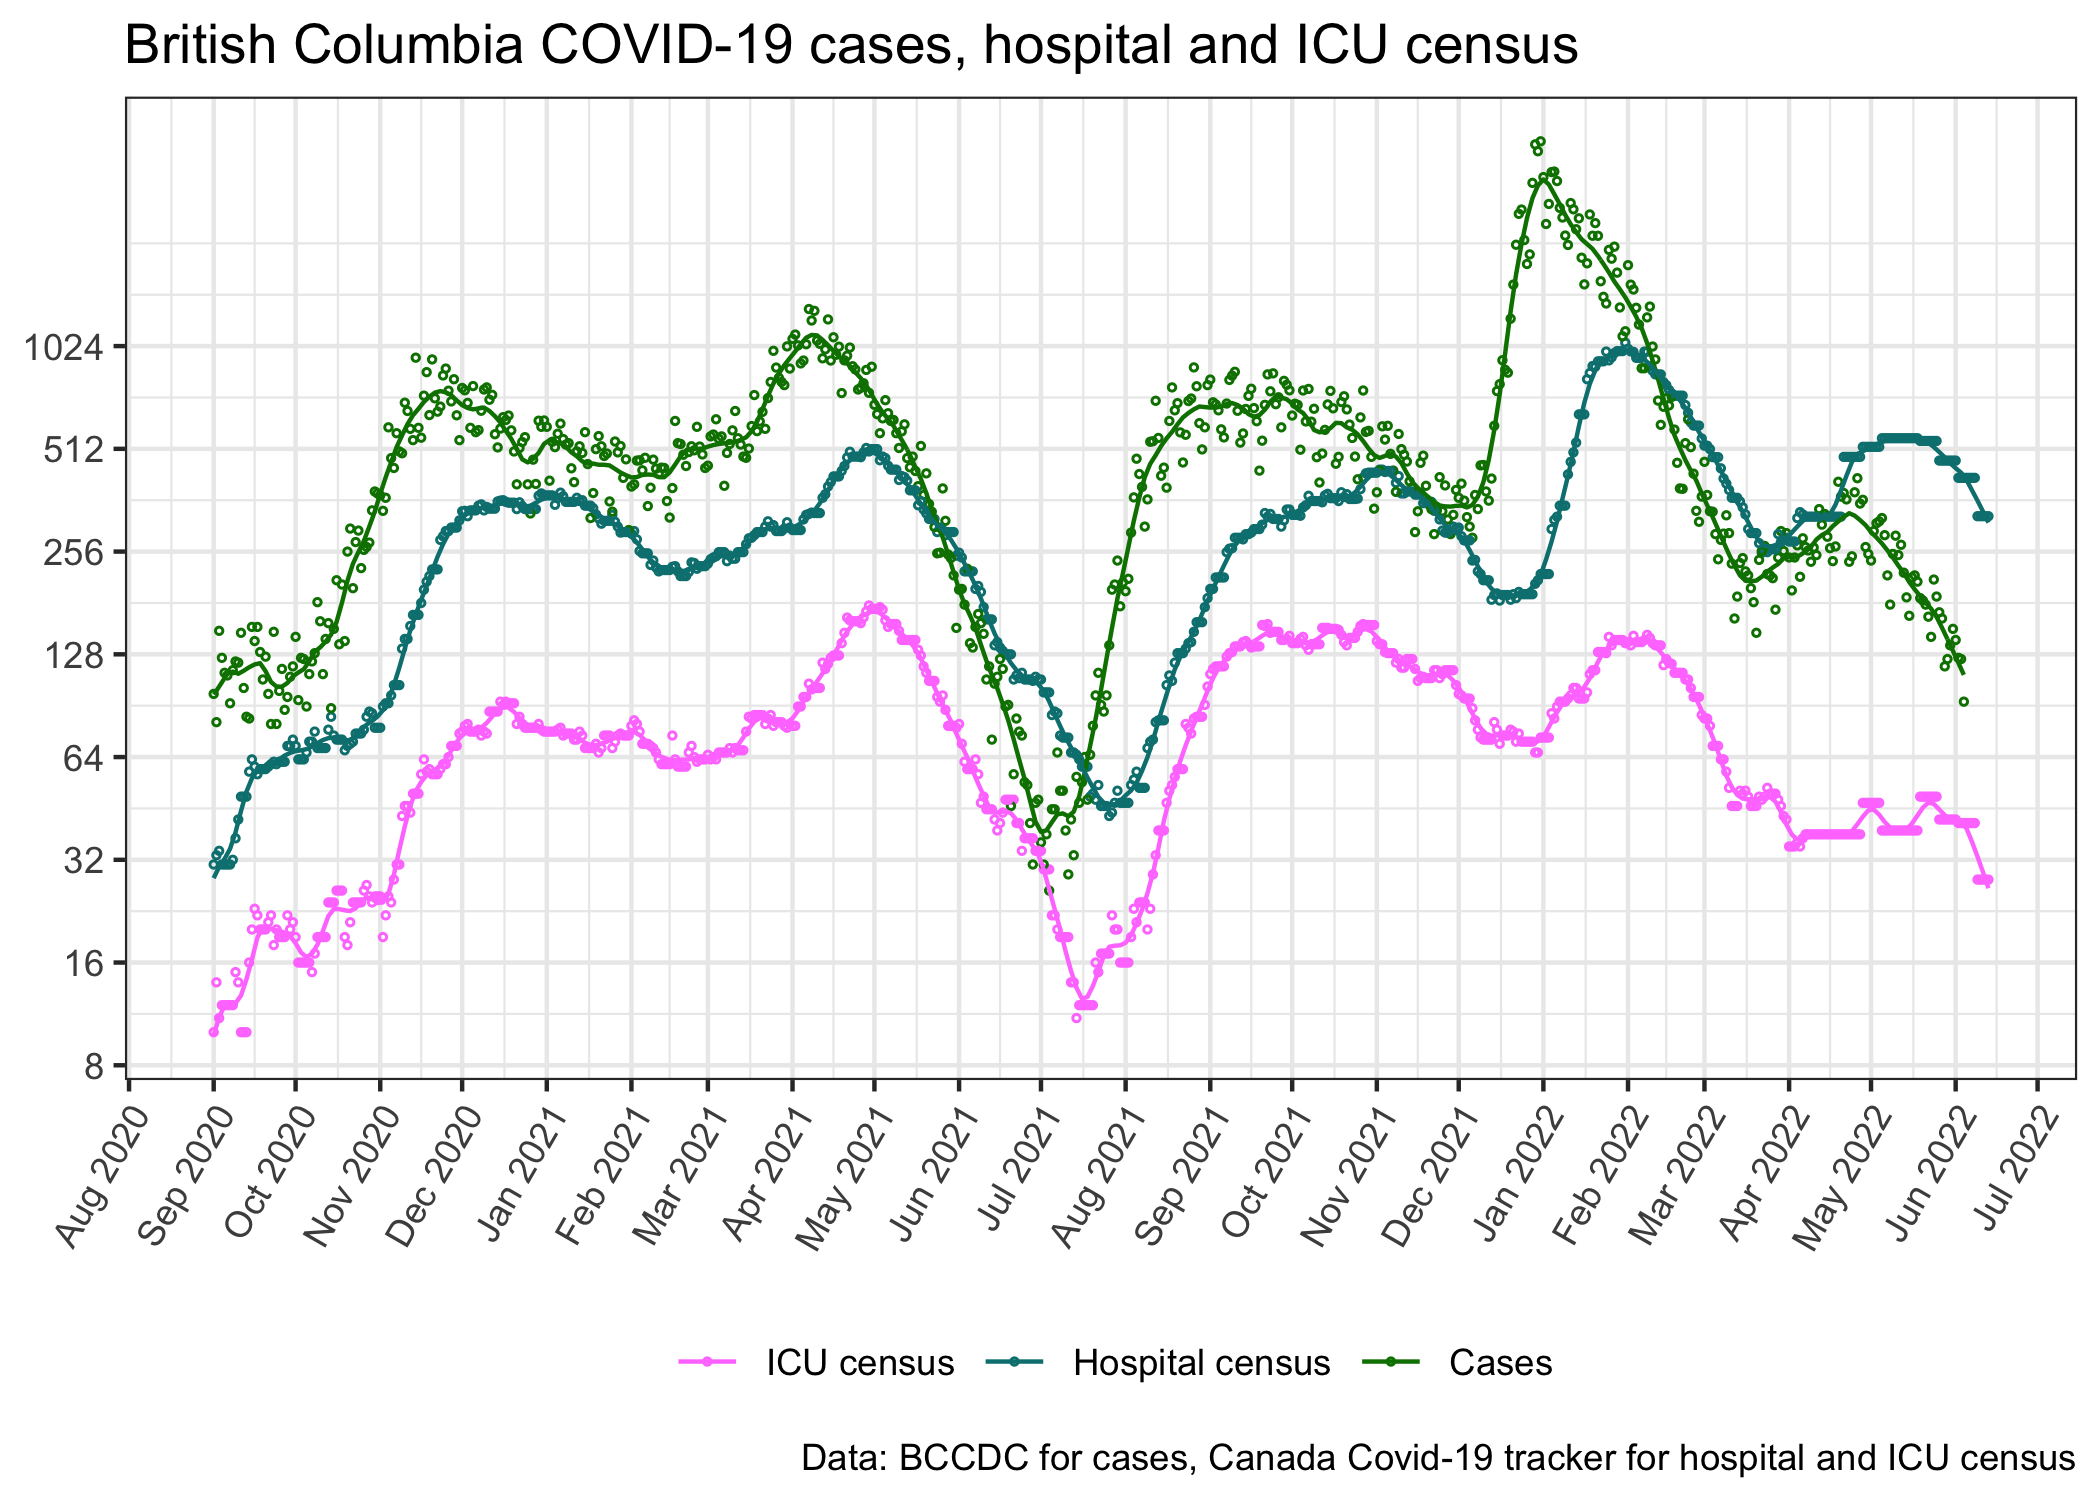 British Columbia COVID-19 cases, hospital and ICU census
1024
512
256
128
64
32
16
8
Aug 2020
Sep 2020
Oct 2020
Nov 2020
Dec 2020
Jan 2021
Feb 2021
Mar 2021
Apr 2021
May 2021
Jun 2021
Jul 2021
Aug 2021
Sep 2021
Oct 2021
Nov 2021
Dec 2021
Jan 2022
Feb 2022
Mar 2022
Apr 2022
May 2022
Jun 2022
Jul 2022
ICU census Hospital census Cases
Data: BCCDC for cases, Canada Covid-19 tracker for hospital and ICU census